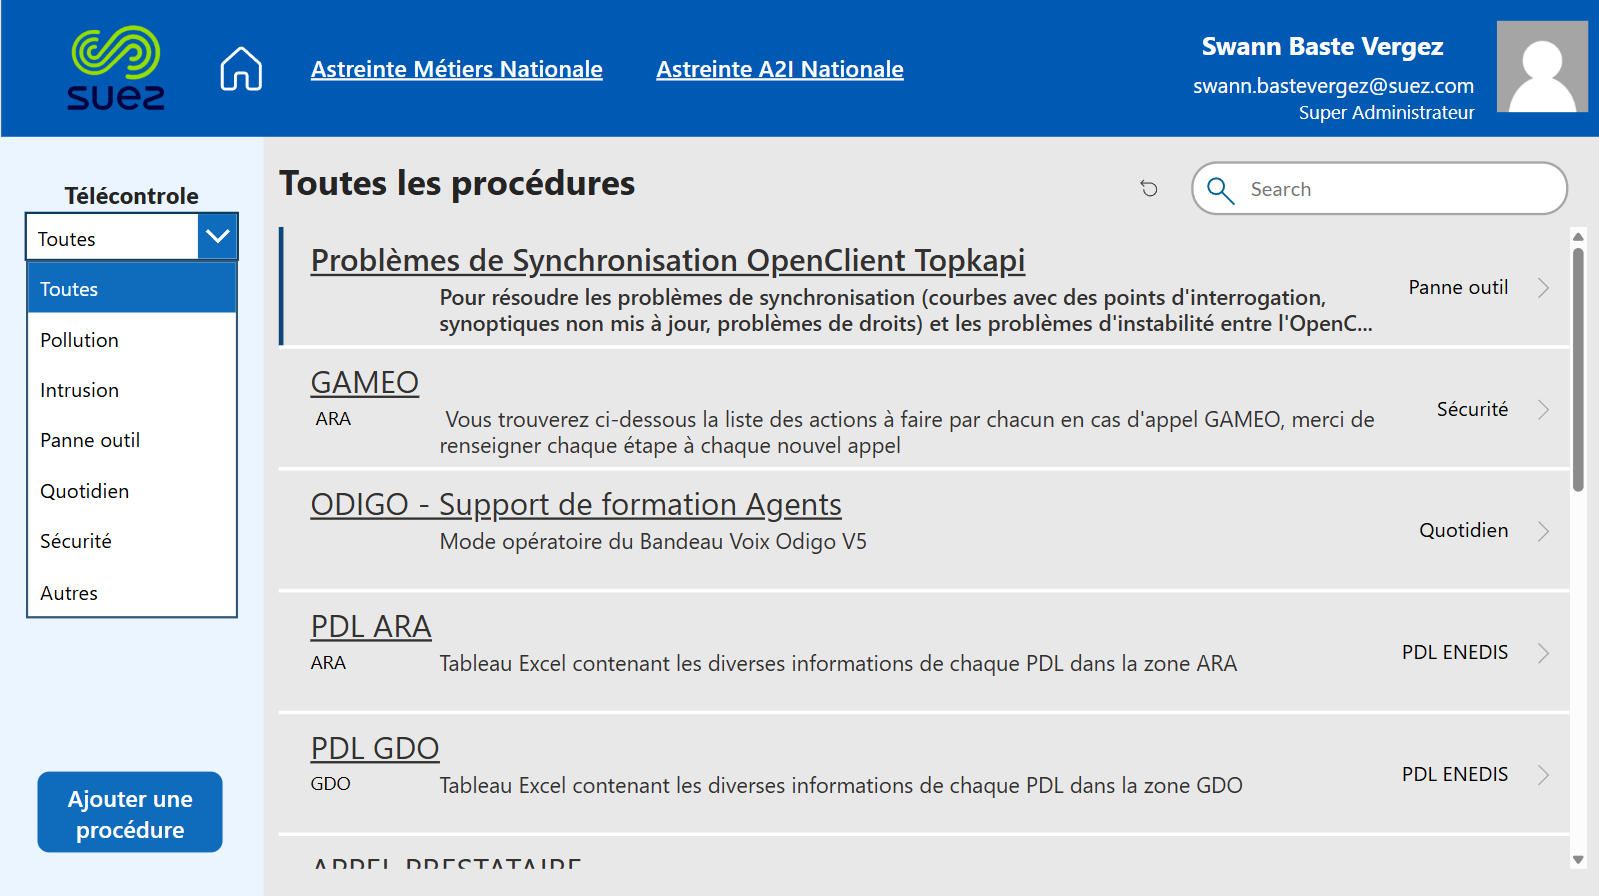 suez
Astreinte Métiers Nationale
Astreinte A2I Nationale
Swann Baste Vergez
swann.bastevergez@suez.com
Super Administrateur
Télécontrole
Toutes
Toutes
Pollution
Intrusion
Panne outil
Quotidien
Sécurité
Autres
Ajouter une
procédure
Toutes les procédures
Search
Problèmes de Synchronisation OpenClient Topkapi
Pour résoudre les problèmes de synchronisation (courbes avec des points d'interrogation,
synoptiques non mis à jour, problèmes de droits) et les problèmes d'instabilité entre l'OpenC...
Panne outil
GAMEO
ARA
Vous trouverez ci-dessous la liste des actions à faire par chacun en cas d'appel GAMEO, merci de
renseigner chaque étape à chaque nouvel appel
Sécurité
ODIGO - Support de formation Agents
Mode opératoire du Bandeau Voix Odigo V5
Quotidien
PDL ARA
ARA
Tableau Excel contenant les diverses informations de chaque PDL dans la zone ARA
PDL ENEDIS
PDL GDO
GDO
Tableau Excel contenant les diverses informations de chaque PDL dans la zone GDO
PDL ENEDIS
APPEL PRESTATAIRE